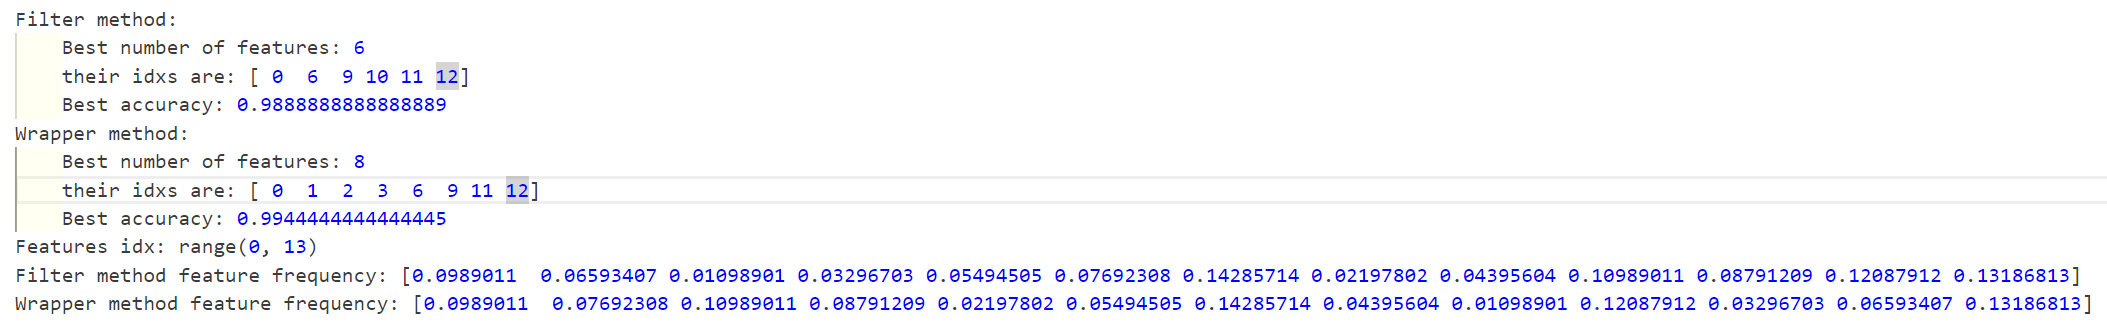 Filter method:
    Best number of features: 6
    their idxs are: [ 0  6  9 10 11 12]
    Best accuracy: 0.9888888888888889
Wrapper method:
    Best number of features: 8
    their idxs are: [ 0  1  2  3  6  9 11 12]
    Best accuracy: 0.9944444444444445
Features idx: range(0, 13)
Filter method feature frequency: [0.0989011  0.06593407 0.01098901 0.03296703 0.05494505 0.07692308 0.14285714 0.02197802 0.04395604 0.10989011 0.08791209 0.12087912 0.13186813]
Wrapper method feature frequency: [0.0989011  0.07692308 0.10989011 0.08791209 0.02197802 0.05494505 0.14285714 0.04395604 0.01098901 0.12087912 0.03296703 0.06593407 0.13186813]